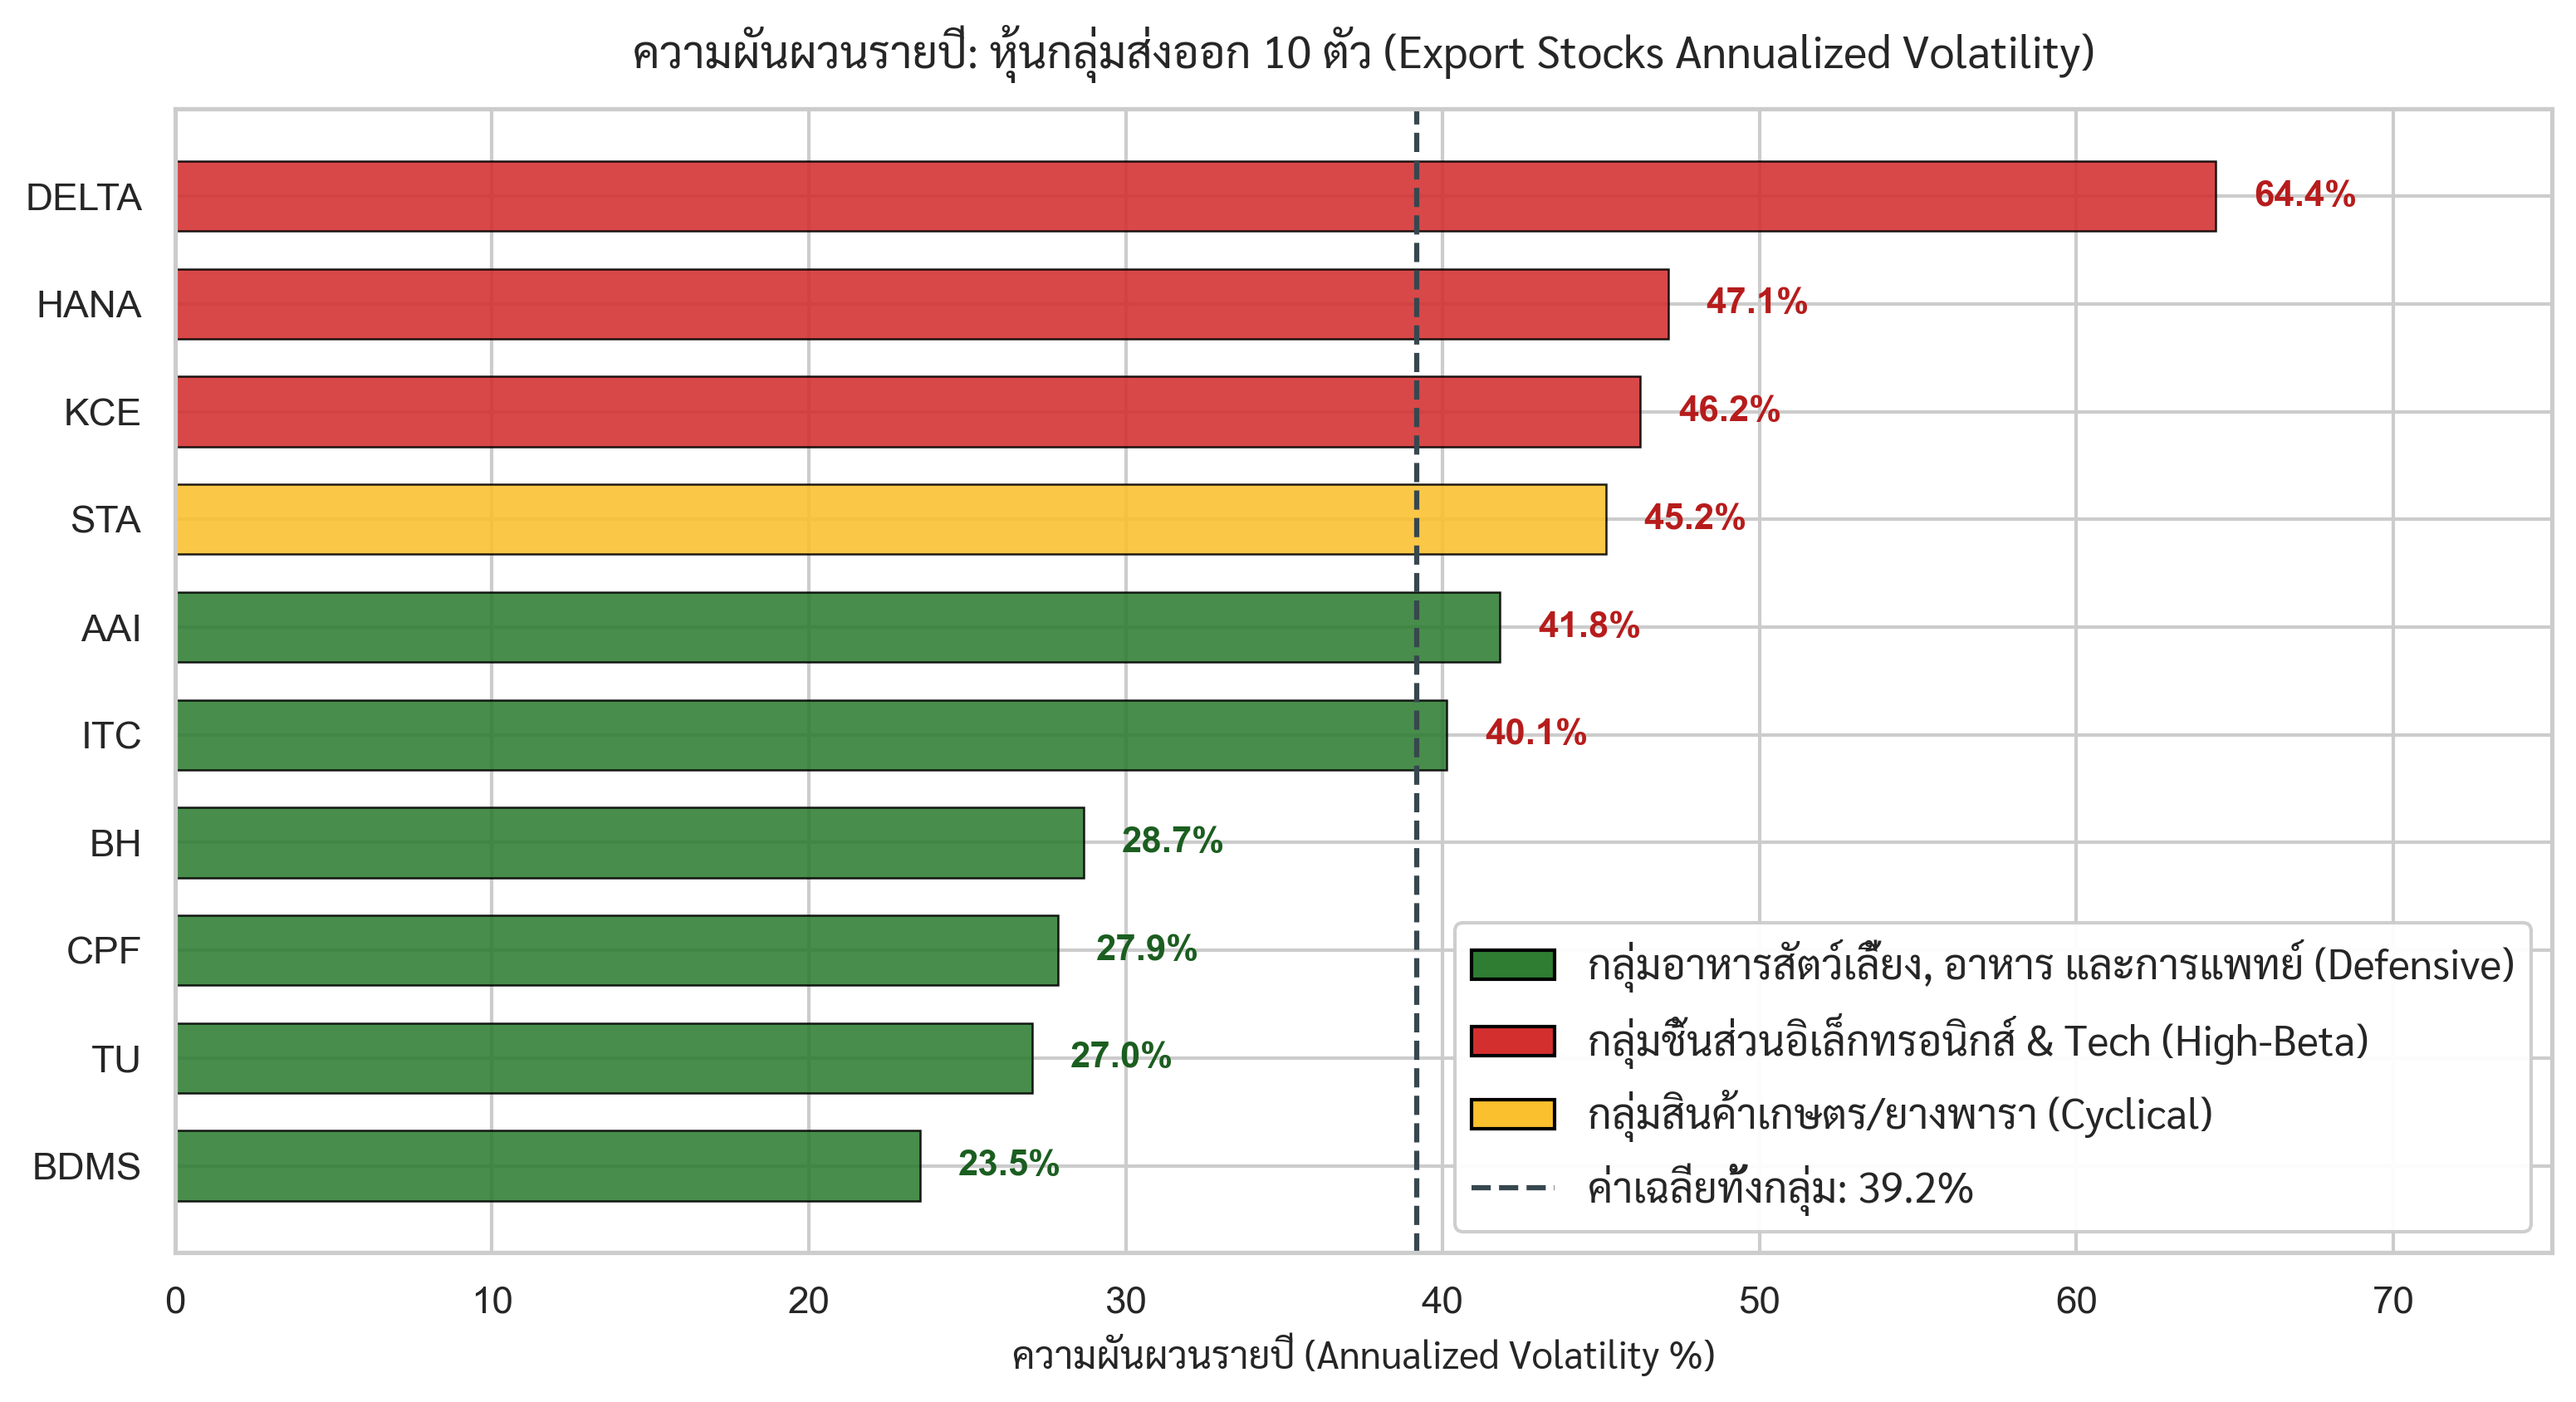 ความผันผวนรายปี: หุ้นกลุ่มส่งออก 10 ตัว (Export Stocks Annualized Volatility)
DELTA
64.4%
HANA
47.1%
KCE
46.2%
STA
45.2%
AAI
41.8%
ITC
40.1%
BH
28.7%
CPF
27.9%
TU
27.0%
BDMS
23.5%
กลุ่มอาหารสัตว์เลี้ยง, อาหาร และการแพทย์ (Defensive)
กลุ่มชิ้นส่วนอิเล็กทรอนิกส์ & Tech (High-Beta)
กลุ่มสินค้าเกษตร/ยางพารา (Cyclical)
ค่าเฉลี่ยทั้งกลุ่ม: 39.2%
0 10 20 30 40 50 60 70
ความผันผวนรายปี (Annualized Volatility %)